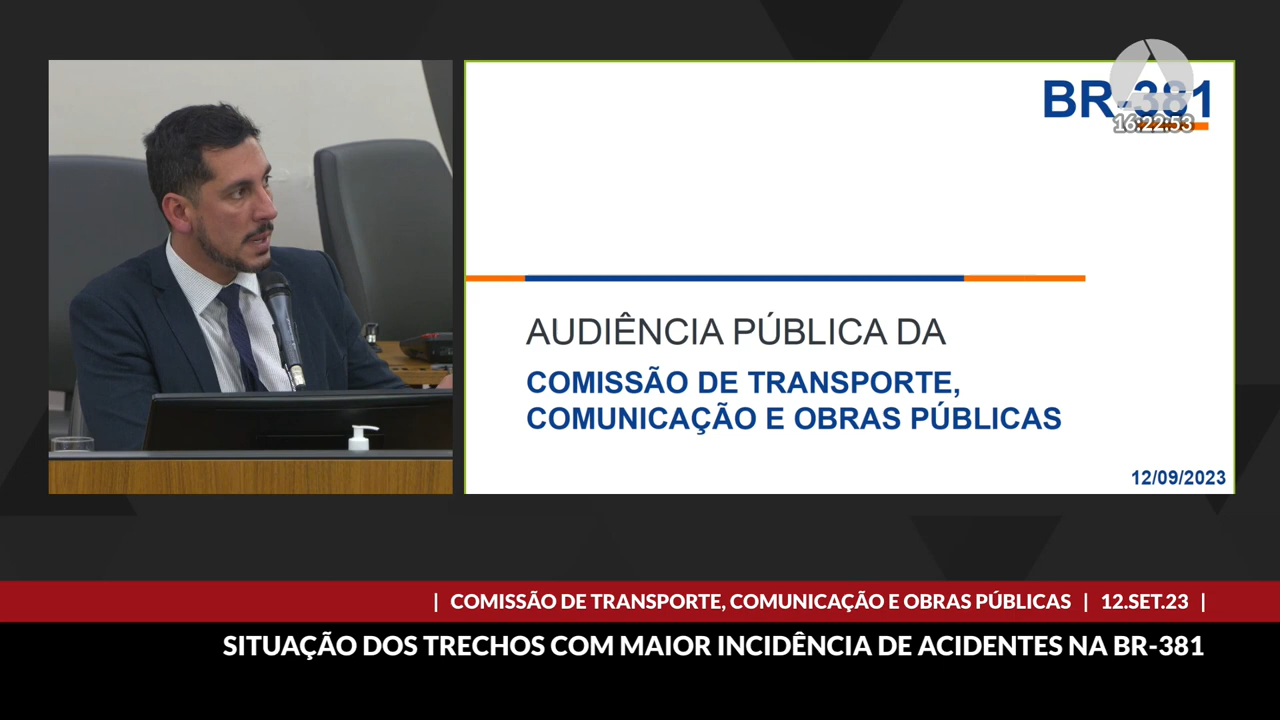 BR-381
16:22:53
AUDIÊNCIA PÚBLICA DA
COMISSÃO DE TRANSPORTE,
COMUNICAÇÃO E OBRAS PÚBLICAS
12/09/2023
| COMISSÃO DE TRANSPORTE, COMUNICAÇÃO E OBRAS PÚBLICAS | 12.SET.23 |
SITUAÇÃO DOS TRECHOS COM MAIOR INCIDÊNCIA DE ACIDENTES NA BR-381